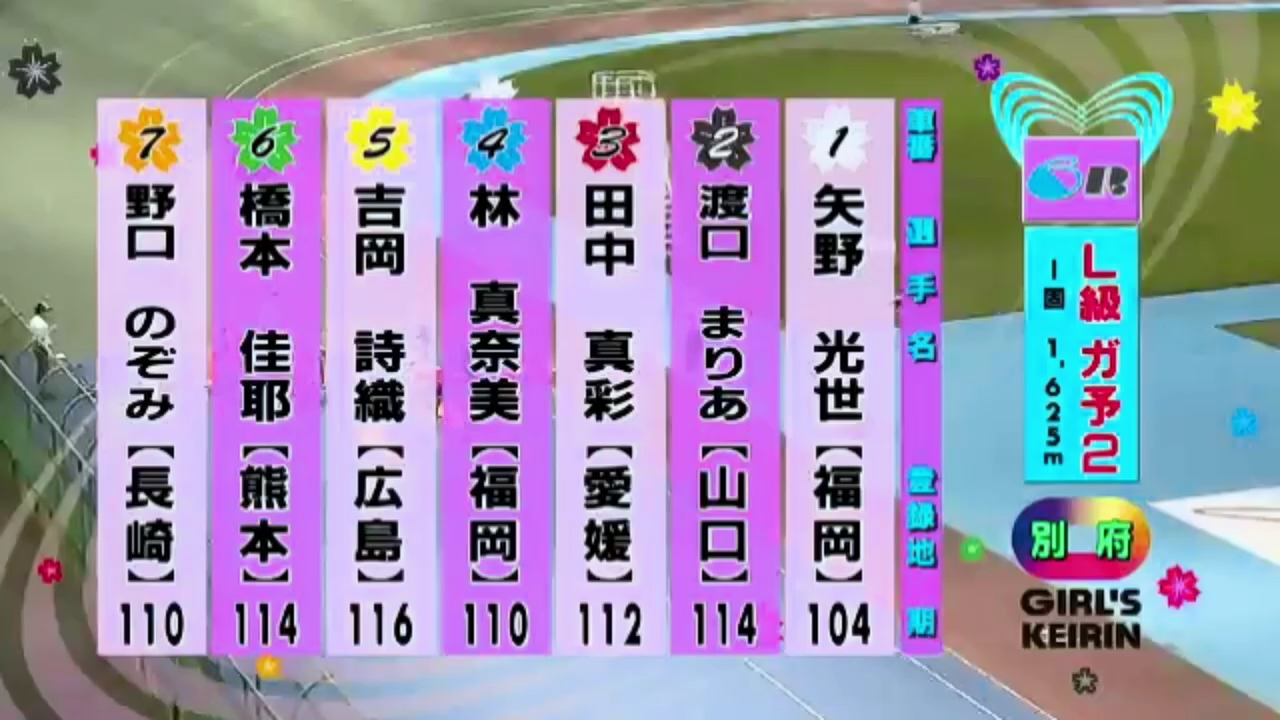 車番 選手名 登録地 期
1 矢野 光世 【福岡】 104
2 渡口 まりあ 【山口】 114
3 田中 真彩 【愛媛】 112
4 林 真奈美 【福岡】 110
5 吉岡 詩織 【広島】 116
6 橋本 佳耶 【熊本】 114
7 野口 のぞみ 【長崎】 110
L級 ガ予2
1,625m
別府
GIRL'S
KEIRIN